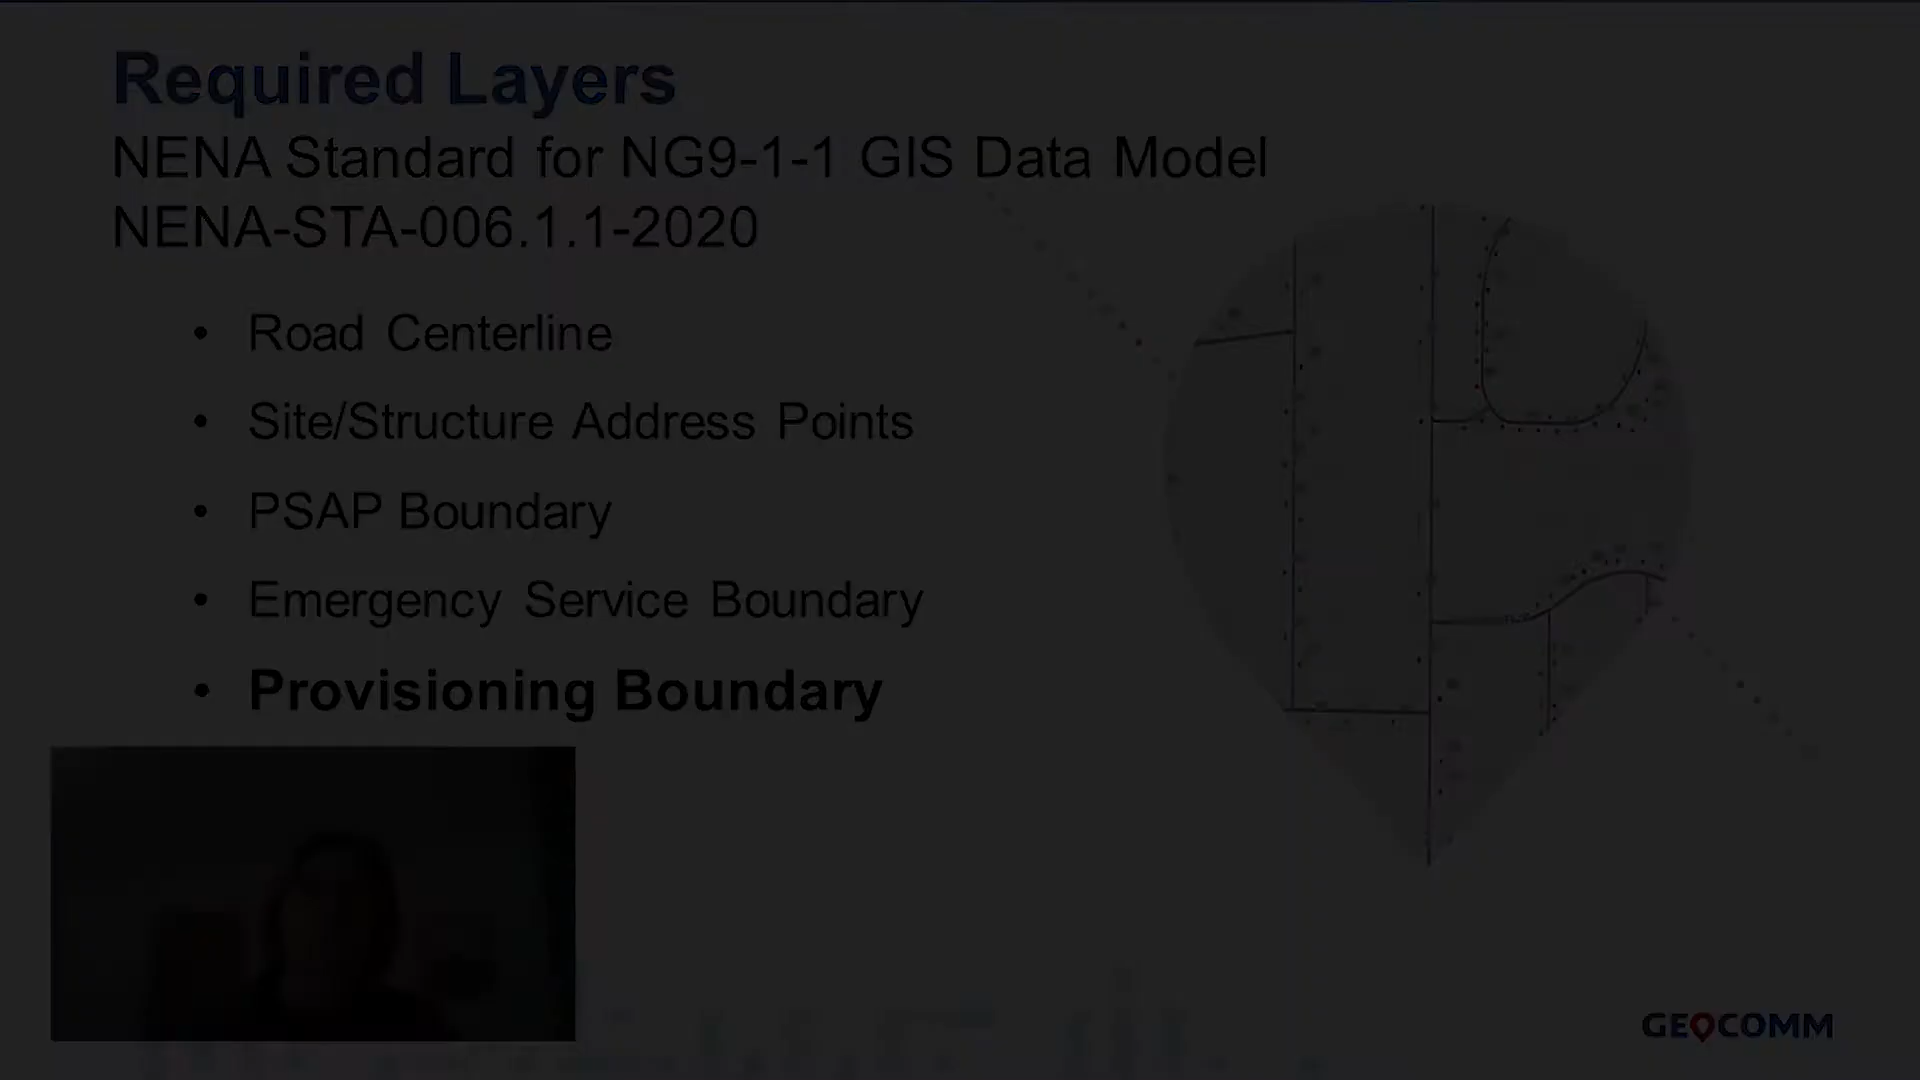 Required Layers
NENA Standard for NG9-1-1 GIS Data Model
NENA-STA-006.1.1-2020
• Road Centerline
• Site/Structure Address Points
• PSAP Boundary
• Emergency Service Boundary
• Provisioning Boundary
GEOCOMM